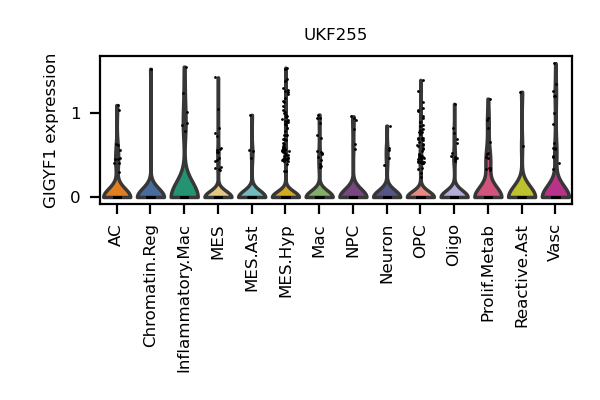 UKF255
GIGYF1 expression
1
0
AC
Chromatin.Reg
Inflammatory.Mac
MES
MES.Ast
MES.Hyp
Mac
NPC
Neuron
OPC
Oligo
Prolif.Metab
Reactive.Ast
Vasc